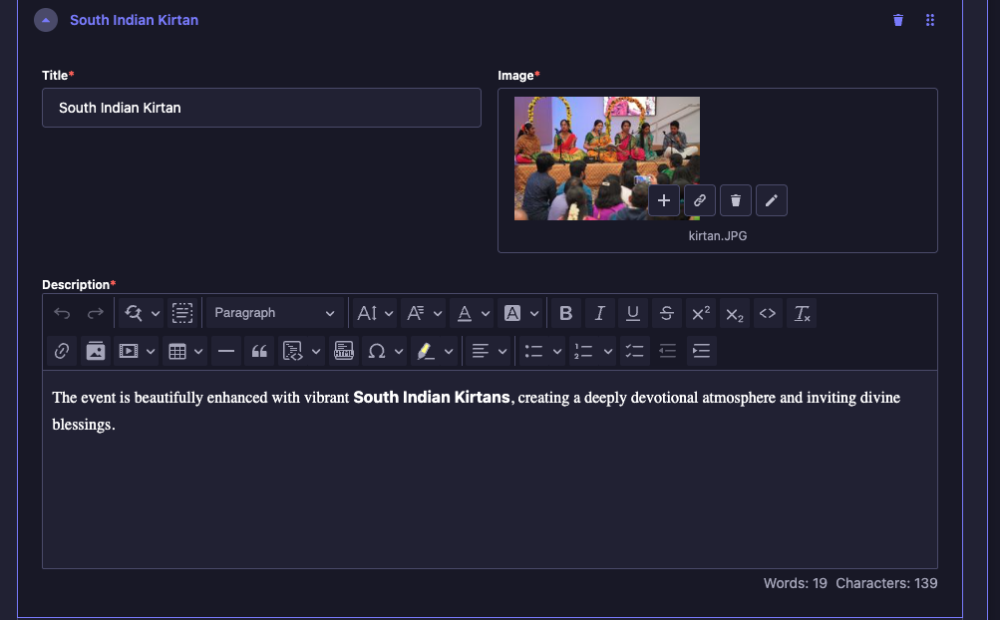 South Indian Kirtan
Title*
Image*
South Indian Kirtan
kirtan.JPG
Description*
Paragraph
The event is beautifully enhanced with vibrant South Indian Kirtans, creating a deeply devotional atmosphere and inviting divine
blessings.
Words: 19 Characters: 139